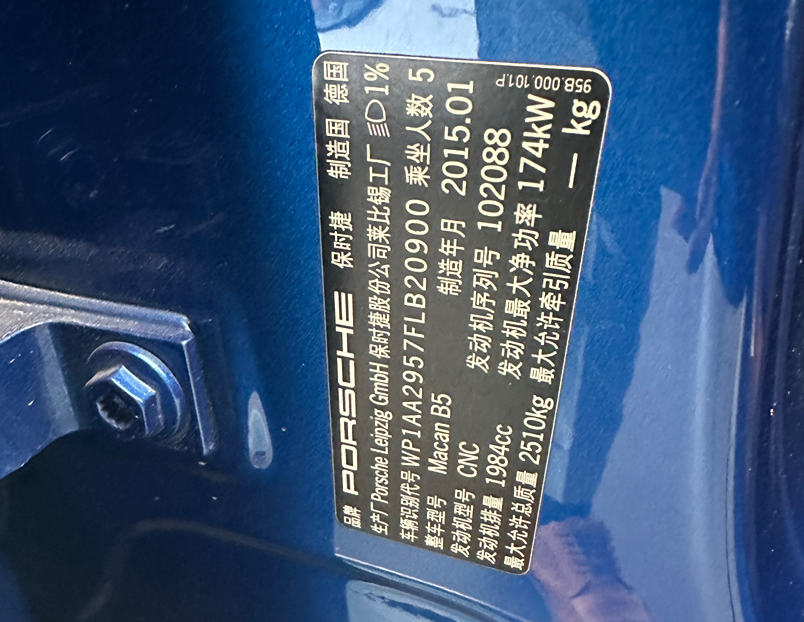 品牌 PORSCHE 保时捷 制造国 德国
生产厂 Porsche Leipzig GmbH 保时捷股份公司莱比锡工厂 1%
车辆识别代号 WP1AA2957FLB20900 乘坐人数 5
整车型号 Macan B5 制造年月 2015.01
发动机型号 CNC 发动机序列号 102088
发动机排量 1984cc 发动机最大净功率 174kW
最大允许总质量 2510kg 最大允许牵引质量 — kg
95B.000.101.P